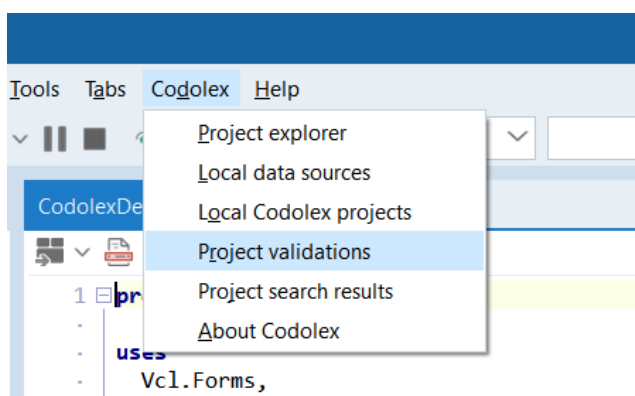 Tools Tabs Codolex Help
Project explorer
Local data sources
Local Codolex projects
CodolexDe
Project validations
1 pr
Project search results
About Codolex
uses
Vcl.Forms,